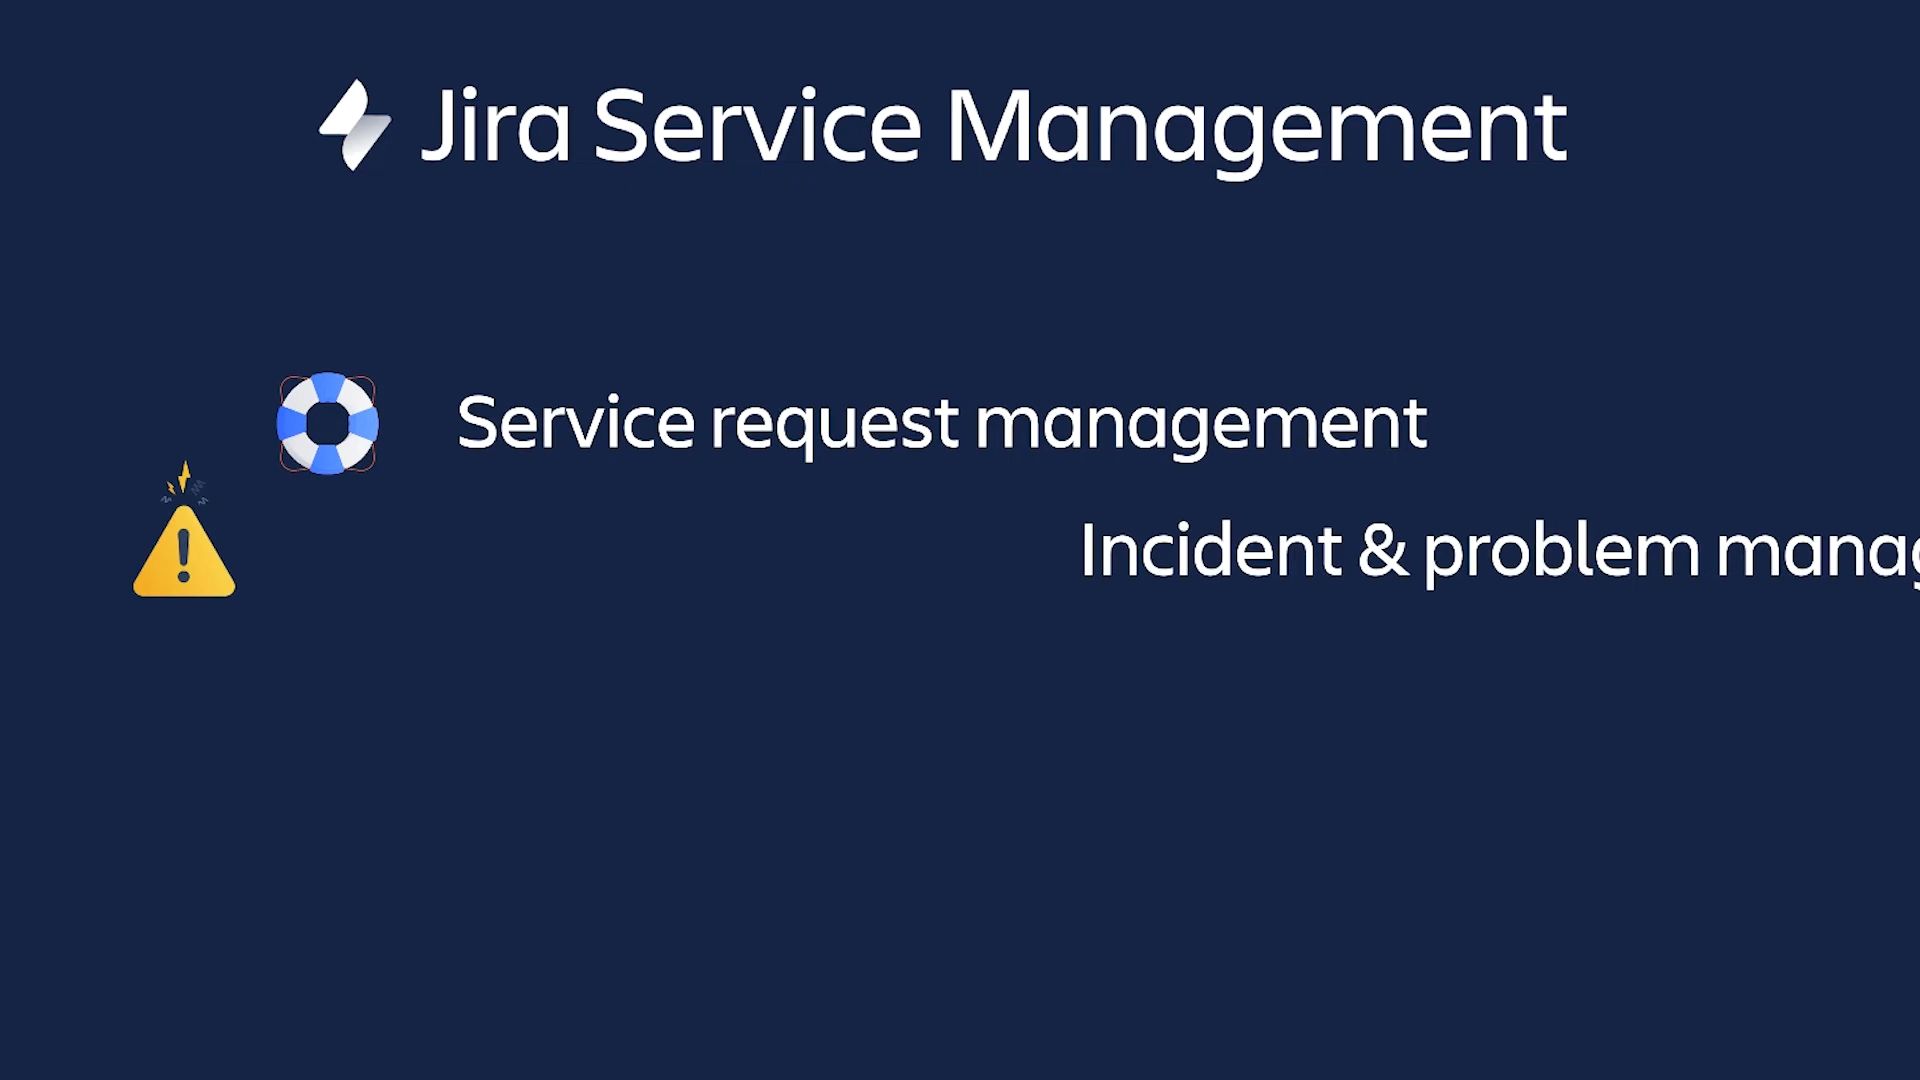 Jira Service Management
Service request management
Incident & problem